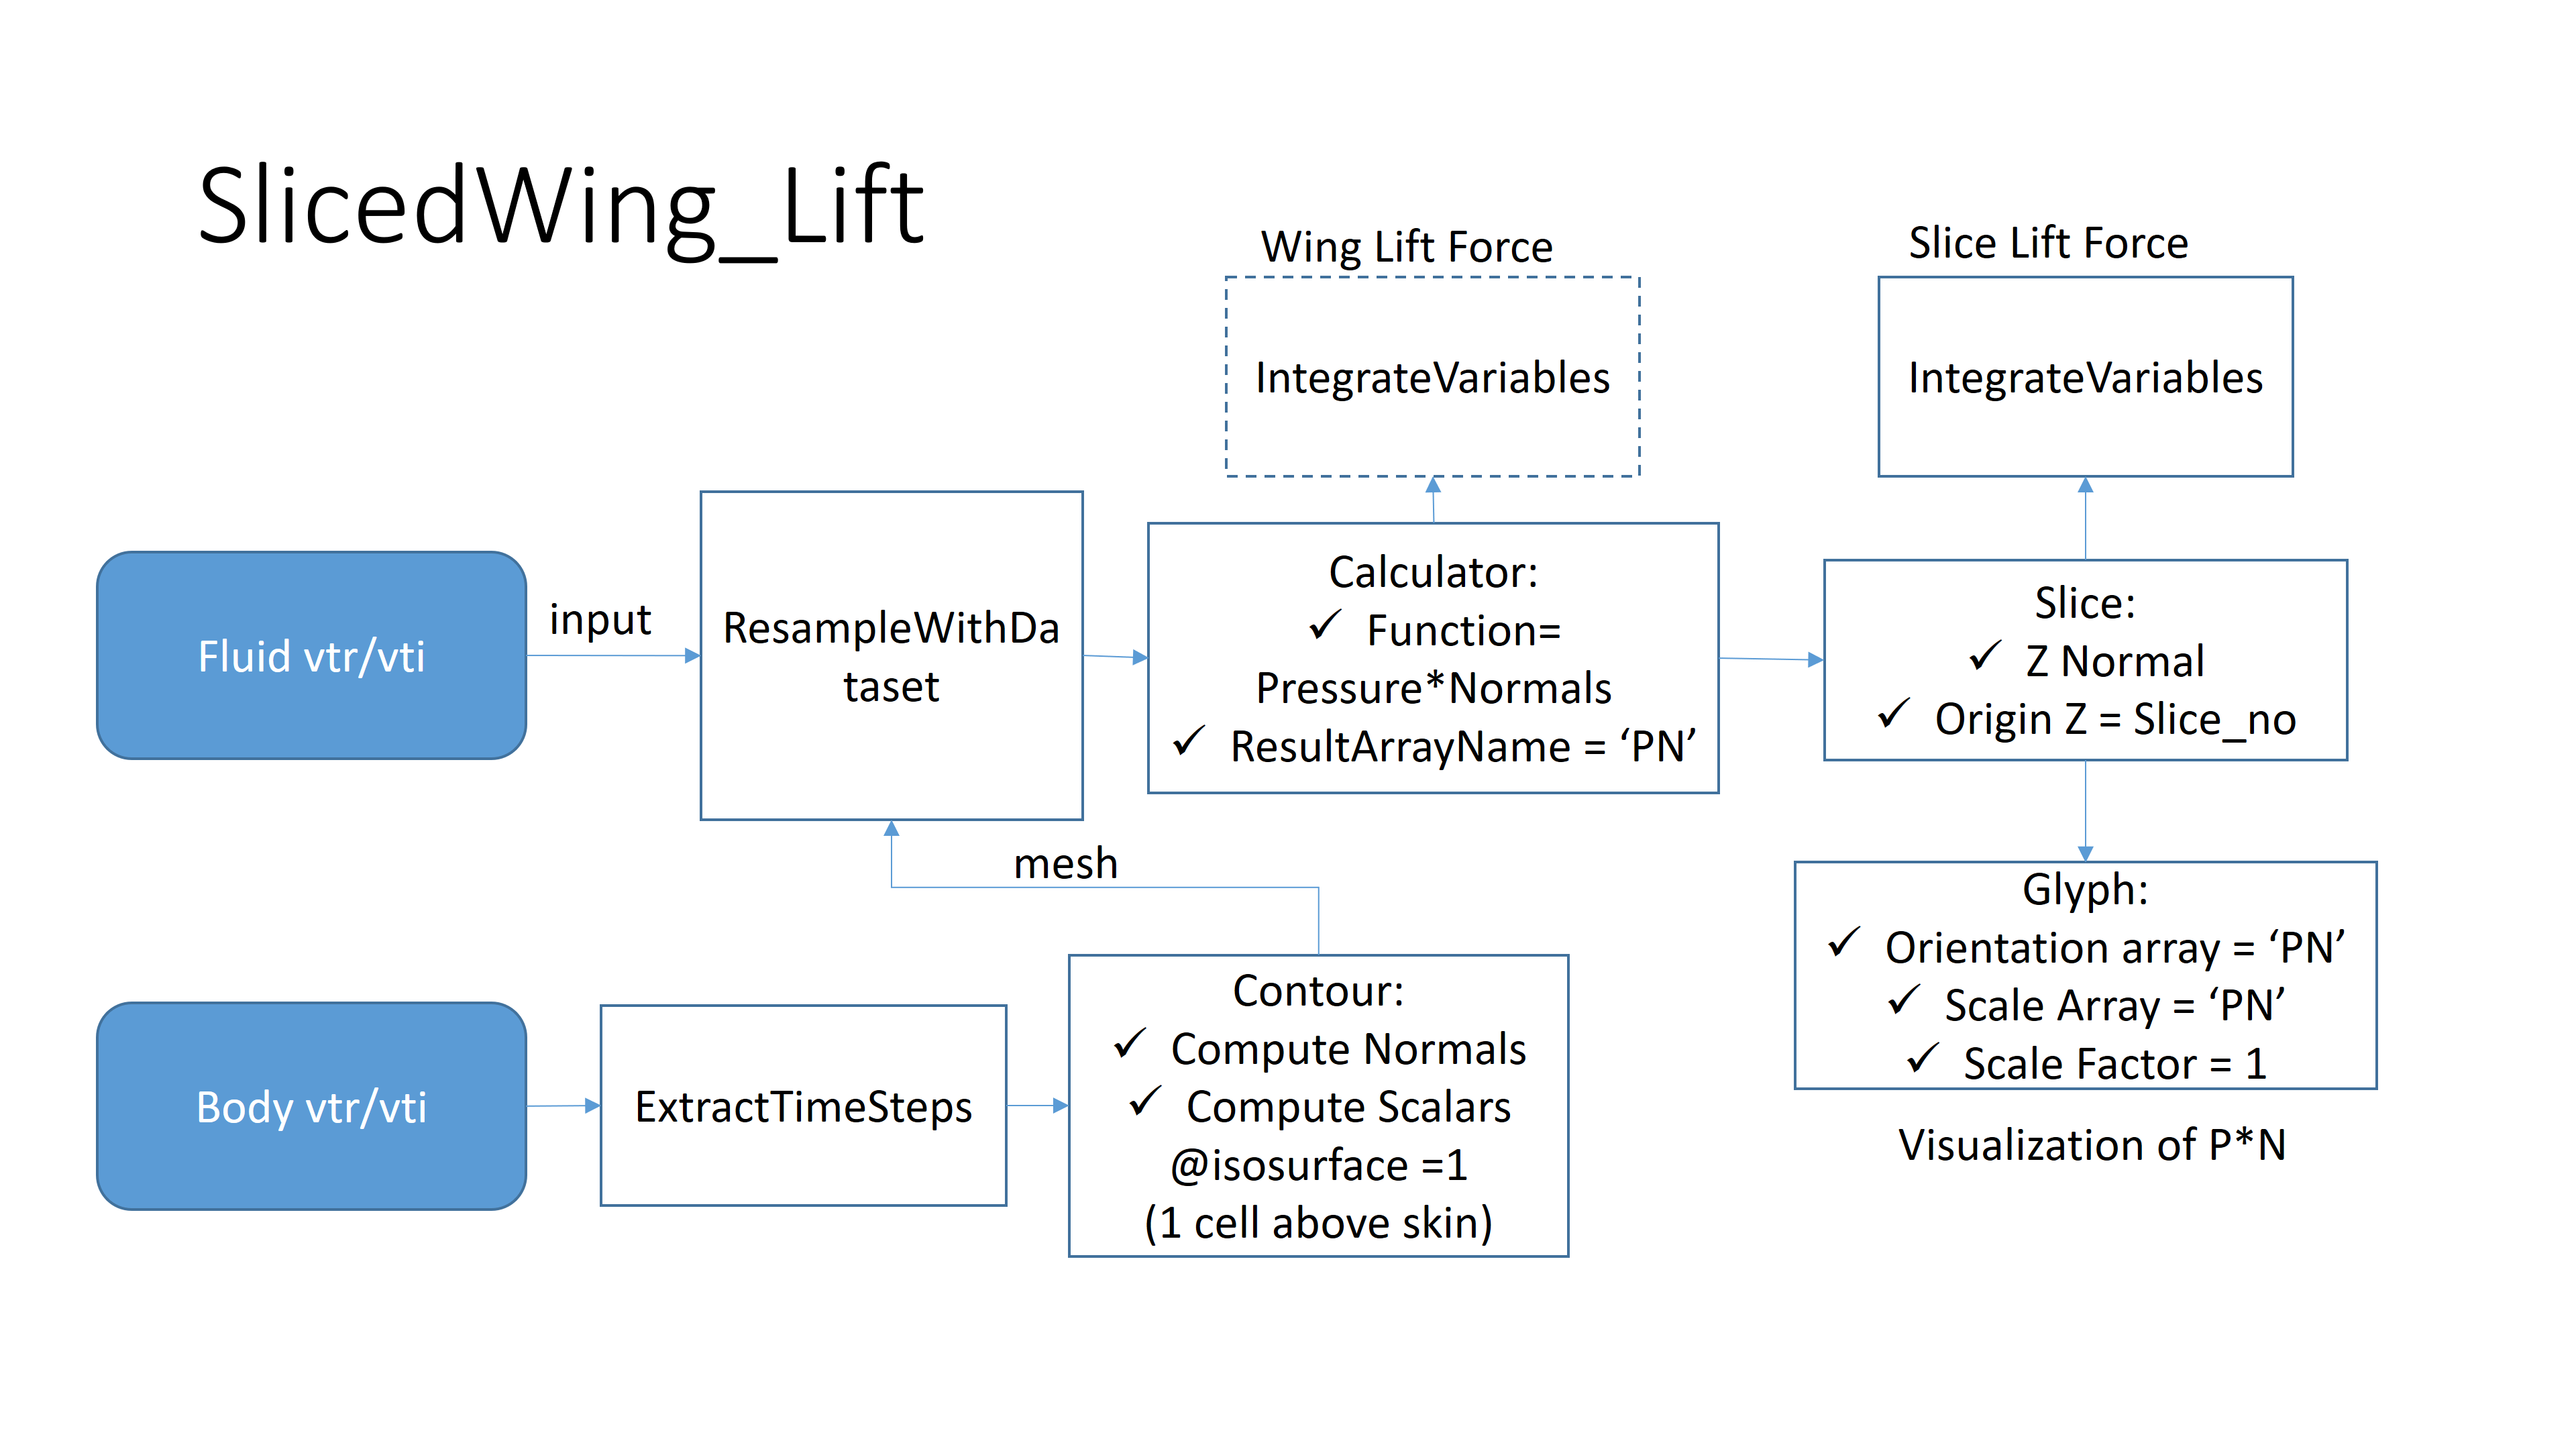 SlicedWing_Lift
Wing Lift Force
IntegrateVariables
Slice Lift Force
IntegrateVariables
Fluid vtr/vti
input
ResampleWithDa
taset
Calculator:
✓ Function=
Pressure*Normals
✓ ResultArrayName = ‘PN’
Slice:
✓ Z Normal
✓ Origin Z = Slice_no
mesh
Body vtr/vti
ExtractTimeSteps
Contour:
✓ Compute Normals
✓ Compute Scalars
@isosurface =1
(1 cell above skin)
Glyph:
✓ Orientation array = ‘PN’
✓ Scale Array = ‘PN’
✓ Scale Factor = 1
Visualization of P*N